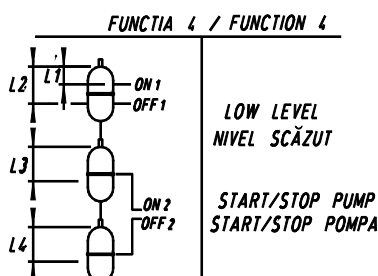 FUNCTIA 4 / FUNCTION 4
L2
L1
ON 1
OFF 1
LOW LEVEL
NIVEL SCĂZUT
L3
ON 2
OFF 2
START/STOP PUMP
START/STOP POMPA
L4